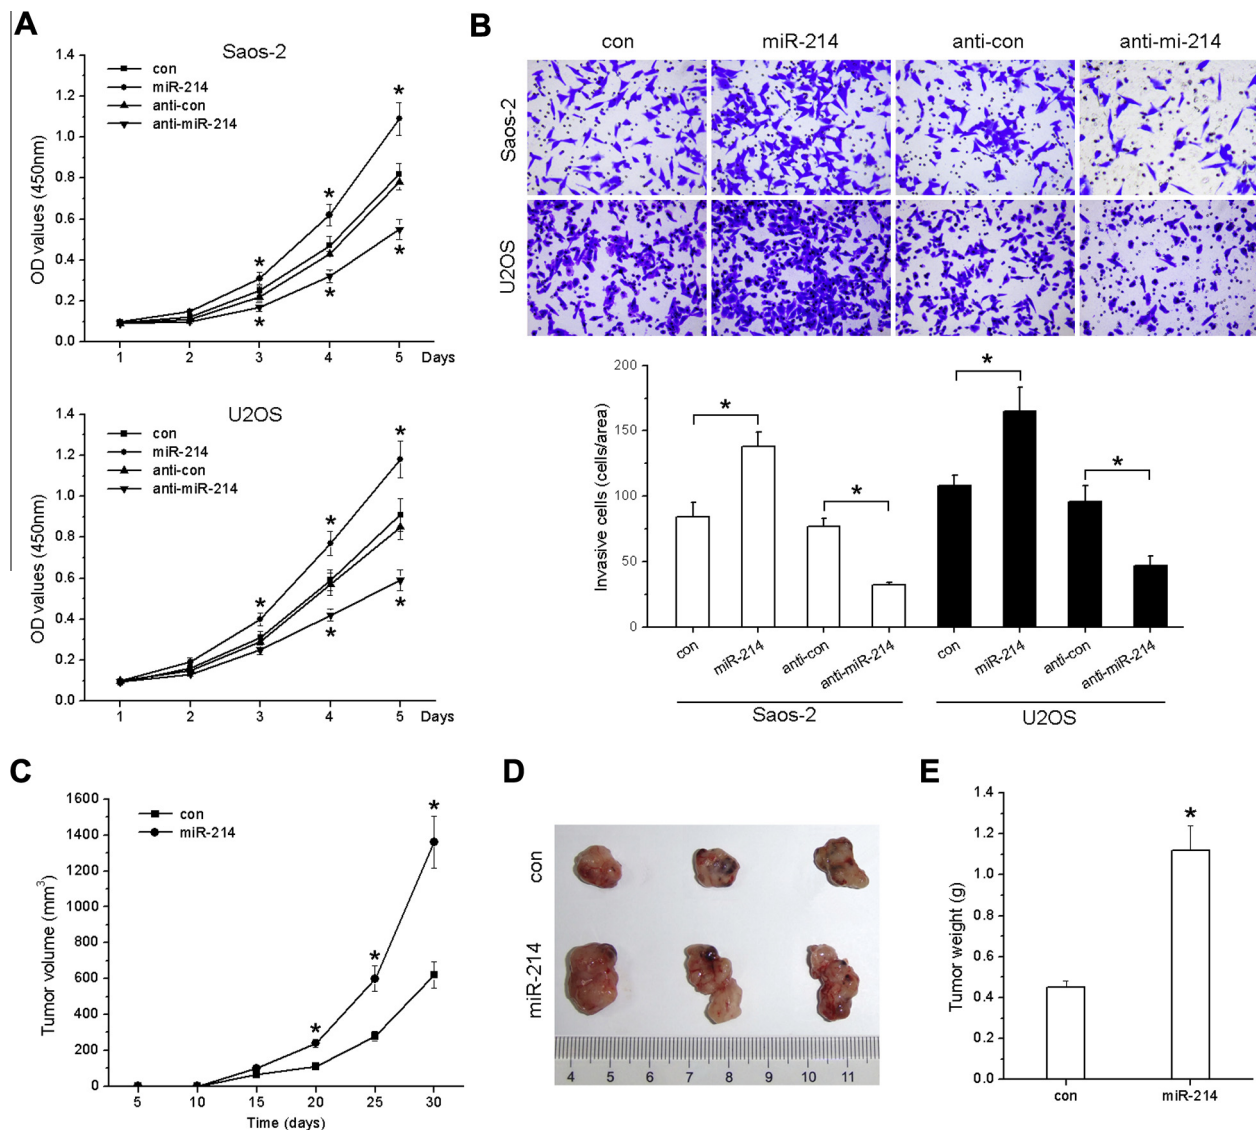 A
Saos-2
con
miR-214
anti-con
anti-miR-214
OD values (450nm)
1.4
1.2
1.0
0.8
0.6
0.4
0.2
0.0
* * *
* * *
1 2 3 4 5 Days
U2OS
con
miR-214
anti-con
anti-miR-214
OD values (450nm)
1.4
1.2
1.0
0.8
0.6
0.4
0.2
0.0
* * *
* *
1 2 3 4 5 Days
B
con miR-214 anti-con anti-mi-214
Saos-2
U2OS
Invasive cells (cells/area)
200
150
100
50
0
* * * *
con miR-214 anti-con anti-miR-214 con miR-214 anti-con anti-miR-214
Saos-2 U2OS
C
con
miR-214
Tumor volume (mm³)
1600
1400
1200
1000
800
600
400
200
0
* * *
5 10 15 20 25 30
Time (days)
D
con
miR-214
4 5 6 7 8 9 10 11
E
Tumor weight (g)
1.4
1.2
1.0
0.8
0.6
0.4
0.2
0.0
*
con miR-214